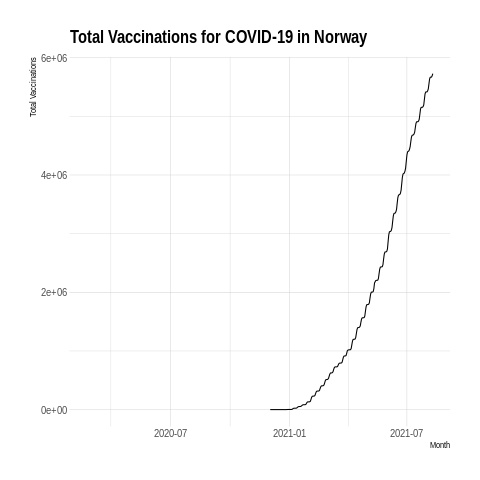 Total Vaccinations for COVID-19 in Norway
Total Vaccinations
6e+06
4e+06
2e+06
0e+00
2020-07
2021-01
2021-07
Month